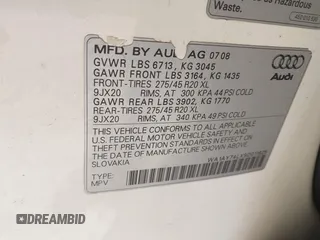 as Hazardous
Waste.
MFD. BY AUDI AG 07 08
GVWR LBS 6713, KG 3045
GAWR FRONT LBS 3164, KG 1435
FRONT-TIRES 275/45 R20 XL
9JX20 RIMS, AT 300 KPA 44 PSI COLD
GAWR REAR LBS 3902, KG 1770
REAR-TIRES 275/45 R20 XL
9JX20 RIMS, AT 340 KPA 49 PSI COLD
Audi
THIS VEHICLE CONFORMS TO ALL APPLICABLE
U.S. FEDERAL MOTOR VEHICLE SAFETY AND
THEFT PREVENTION STANDARDS IN EFFECT ON
THE DATE OF MANUFACTURE SHOWN ABOVE.
SLOVAKIA
TYPE:
MPV
DREAMBID